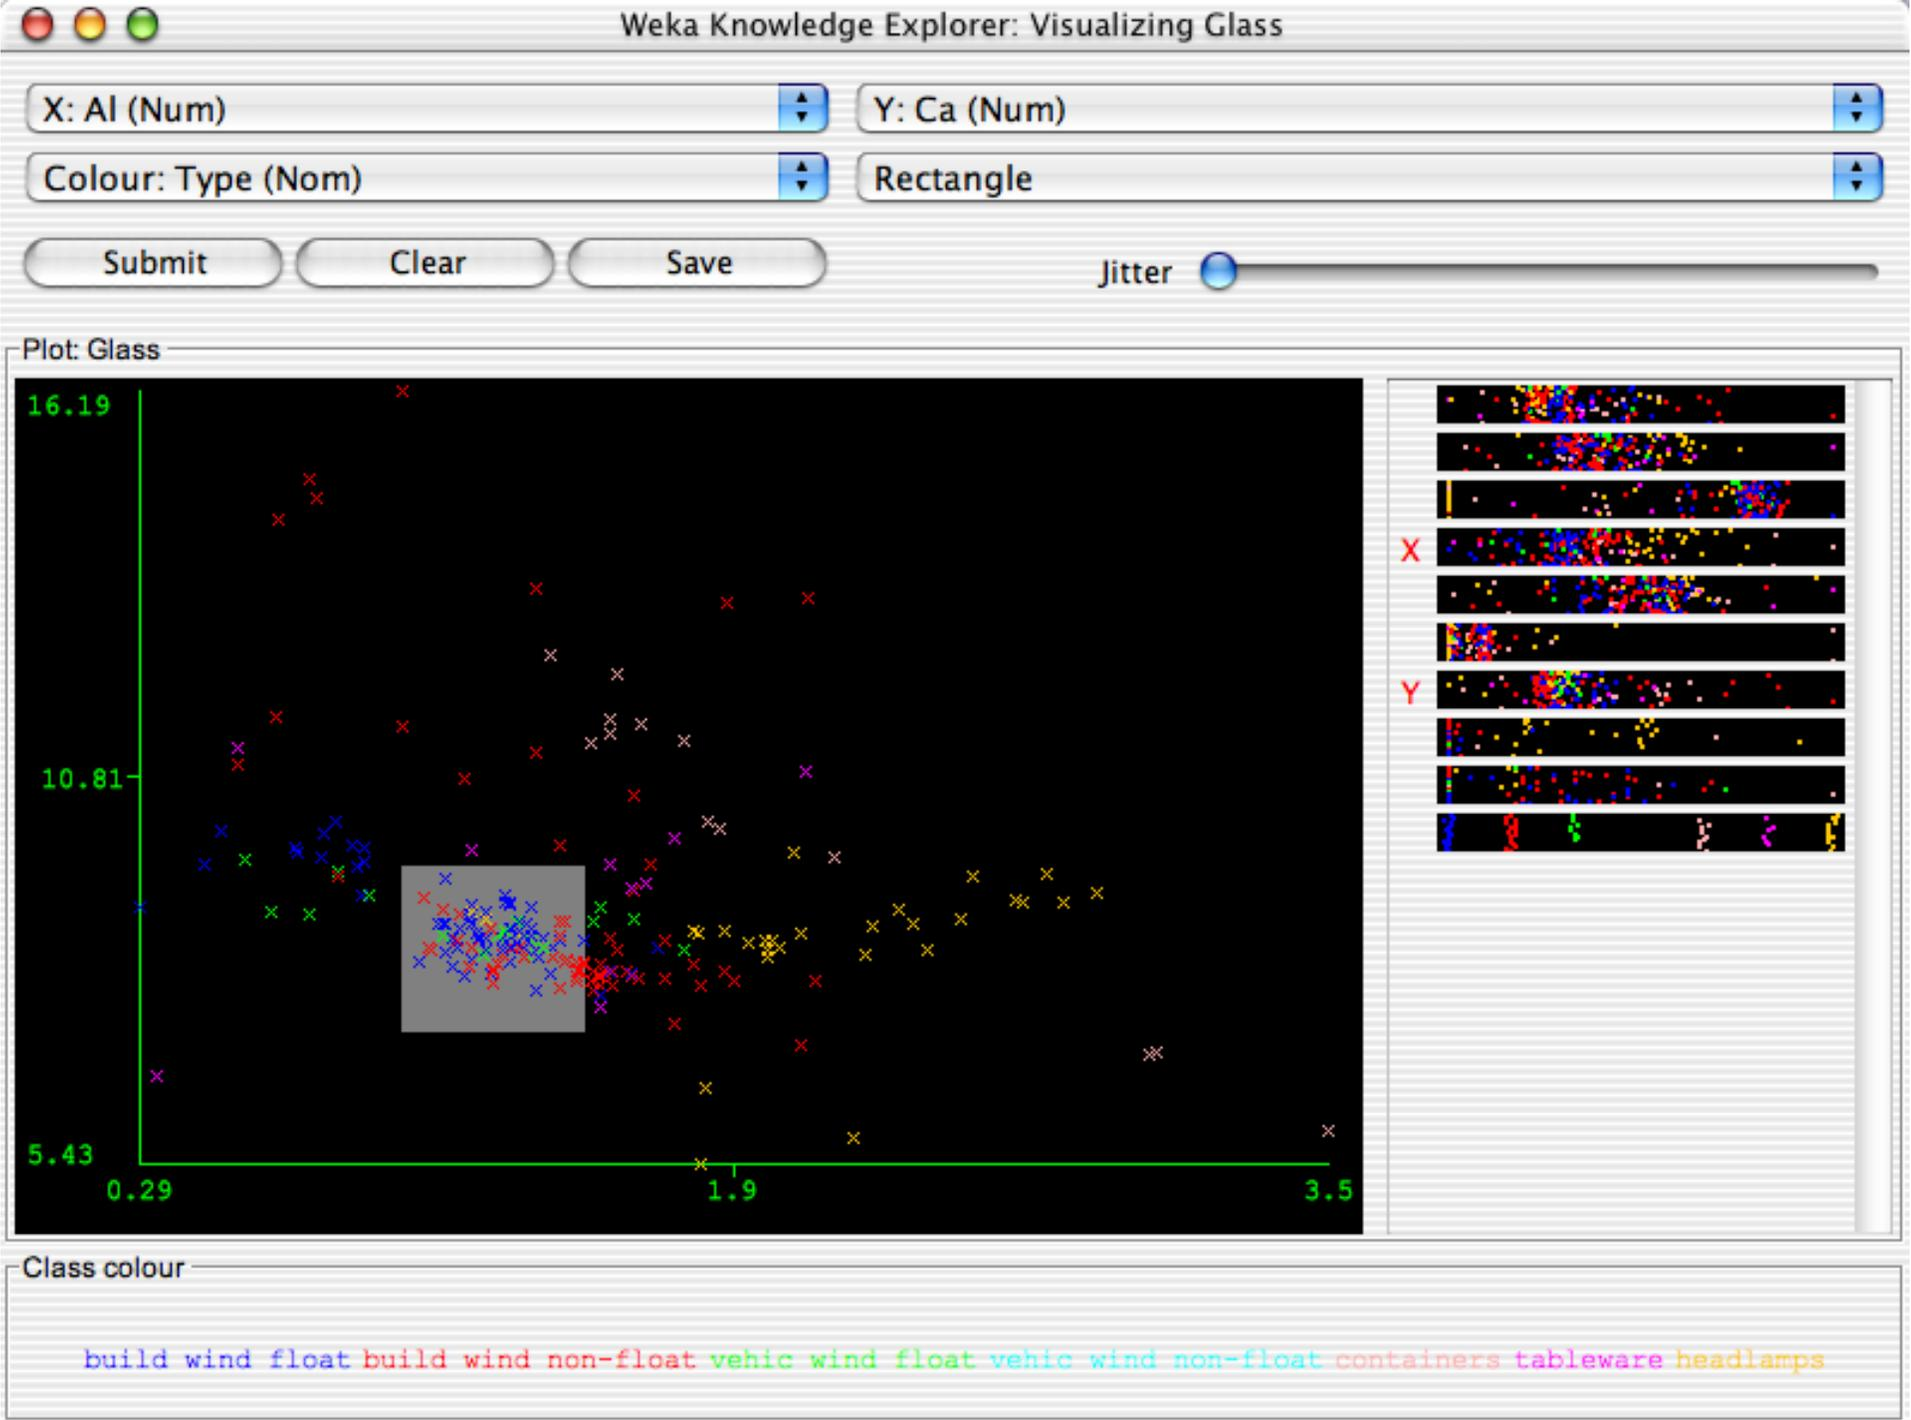 Weka Knowledge Explorer: Visualizing Glass
X: Al (Num) Y: Ca (Num)
Colour: Type (Nom) Rectangle
Submit Clear Save Jitter
Plot: Glass
16.19
X
Y
10.81
5.43
0.29 1.9 3.5
Class colour
build wind float build wind non-float vehic wind float vehic wind non-float containers tableware headlamps